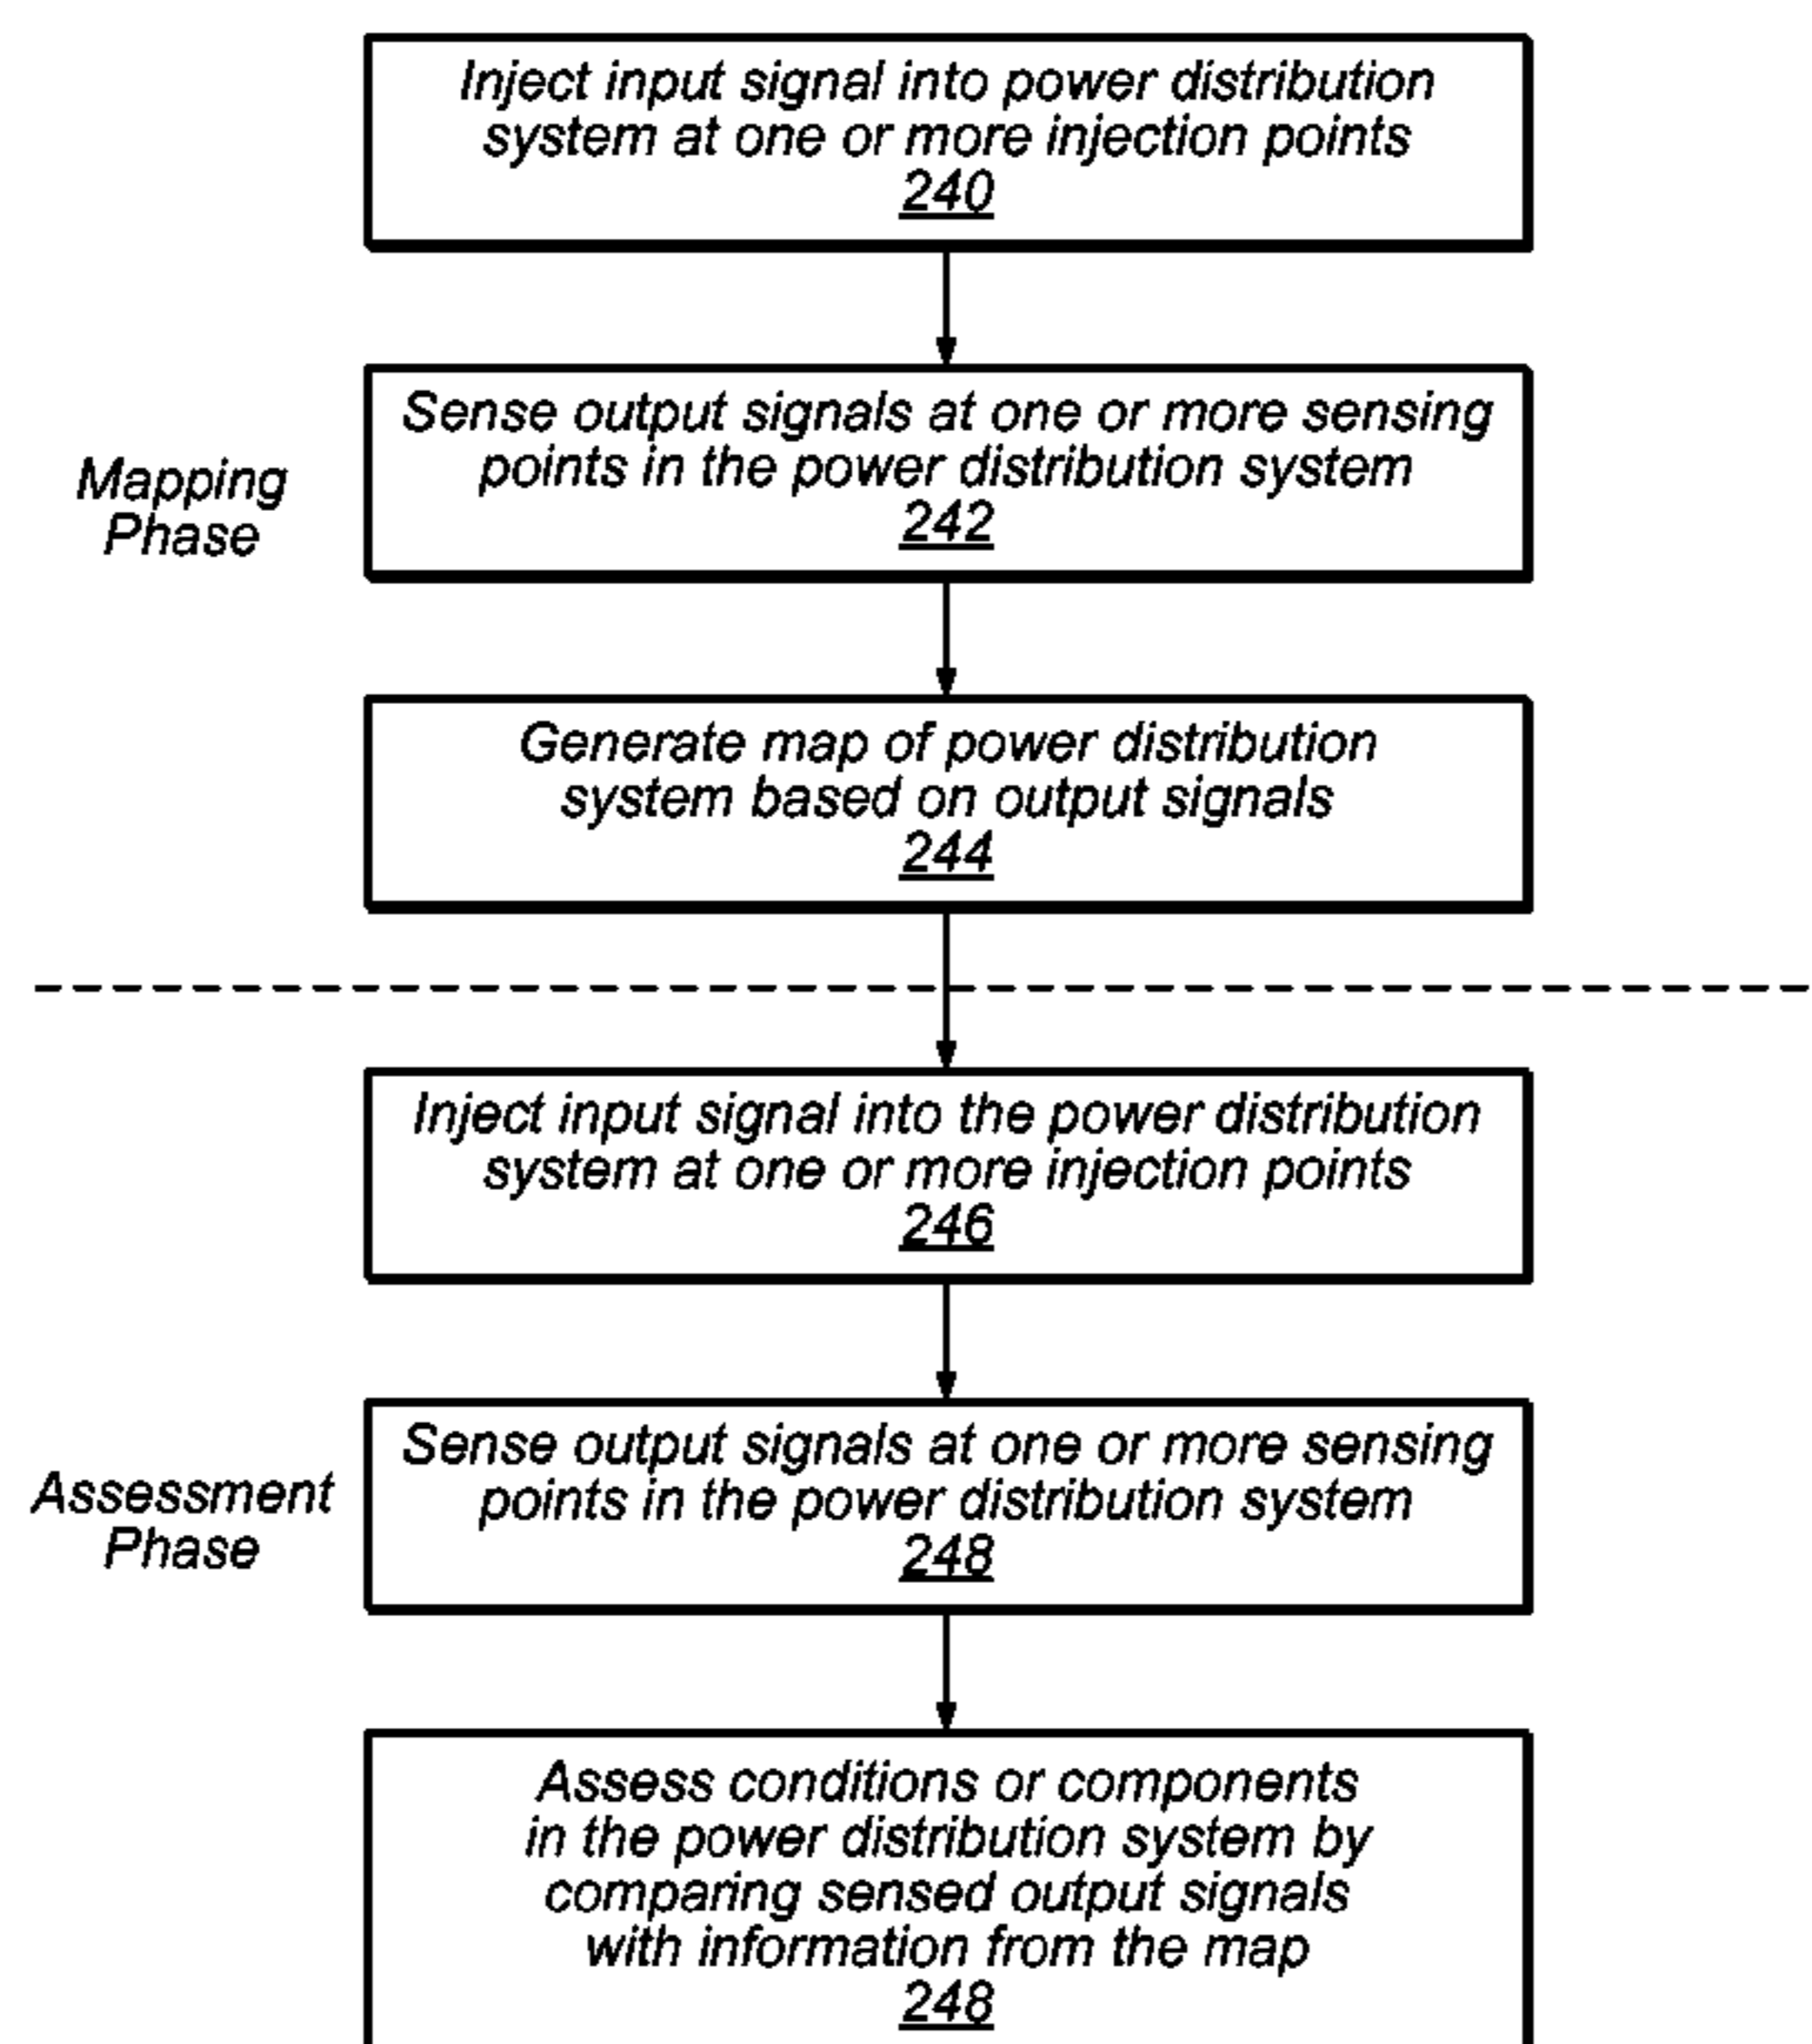 Inject input signal into power distribution
system at one or more injection points
240
Mapping
Phase
Sense output signals at one or more sensing
points in the power distribution system
242
Generate map of power distribution
system based on output signals
244
Inject input signal into the power distribution
system at one or more injection points
246
Assessment
Phase
Sense output signals at one or more sensing
points in the power distribution system
248
Assess conditions or components
in the power distribution system by
comparing sensed output signals
with information from the map
248